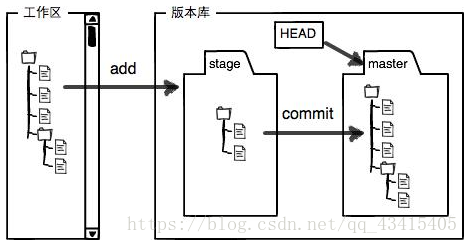 工作区
版本库
HEAD
stage
master
add
commit
https://blog.csdn.net/qq_43415405